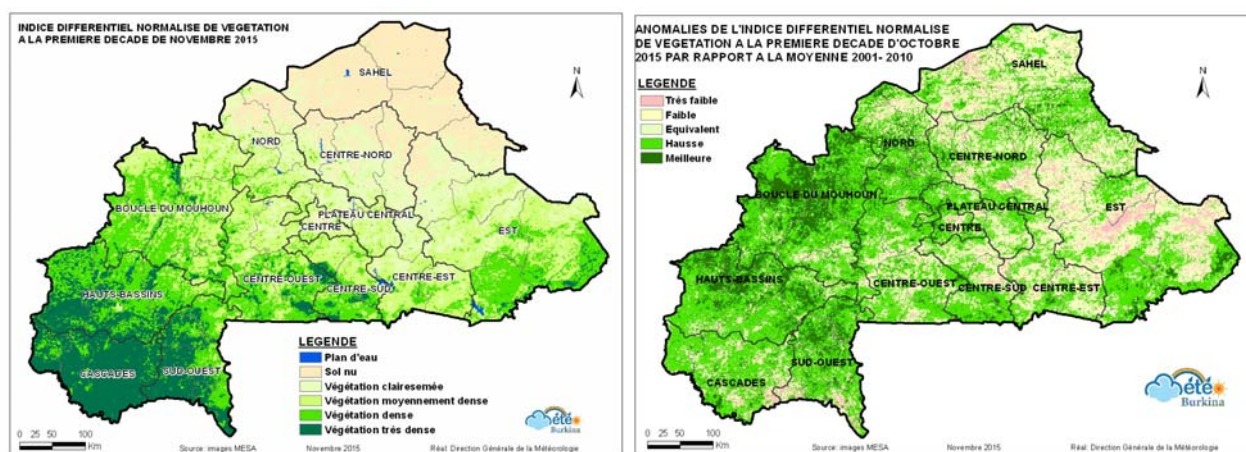 INDICE DIFFERENTIEL NORMALISE DE VEGETATION
A LA PREMIERE DECADE DE NOVEMBRE 2015
SAHEL
N
NORD
CENTRE-NORD
BOUCLE DU MOUHOUN
PLATEAU CENTRAL
CENTRE
EST
CENTRE-OUEST
CENTRE-EST
CENTRE-SUD
HAUTS-BASSINS
CASCADES
SUD-OUEST
LEGENDE
Plan d'eau
Sol nu
Végétation clairesemée
Végétation moyennement dense
Végétation dense
Végétation trés dense
Météo
Burkina
0 25 50 100
Km
Source: images MESA
Novembre 2015
Réal. Direction Générale de la Météorologie
ANOMALIES DE L'INDICE DIFFERENTIEL NORMALISE
DE VEGETATION A LA PREMIERE DECADE D'OCTOBRE
2015 PAR RAPPORT A LA MOYENNE 2001- 2010
SAHEL
N
LEGENDE
Trés faible
Faible
Equivalent
Hausse
Meilleure
NORD
CENTRE-NORD
BOUCLE DU MOUHOUN
PLATEAU CENTRAL
EST
CENTRE
HAUTS-BASSINS
CENTRE-OUEST
CENTRE-SUD
CENTRE-EST
SUD-OUEST
CASCADES
Météo
Burkina
0 25 50 100
Km
Source: images MESA
Novembre 2015
Réal. Direction Générale de la Météorologie